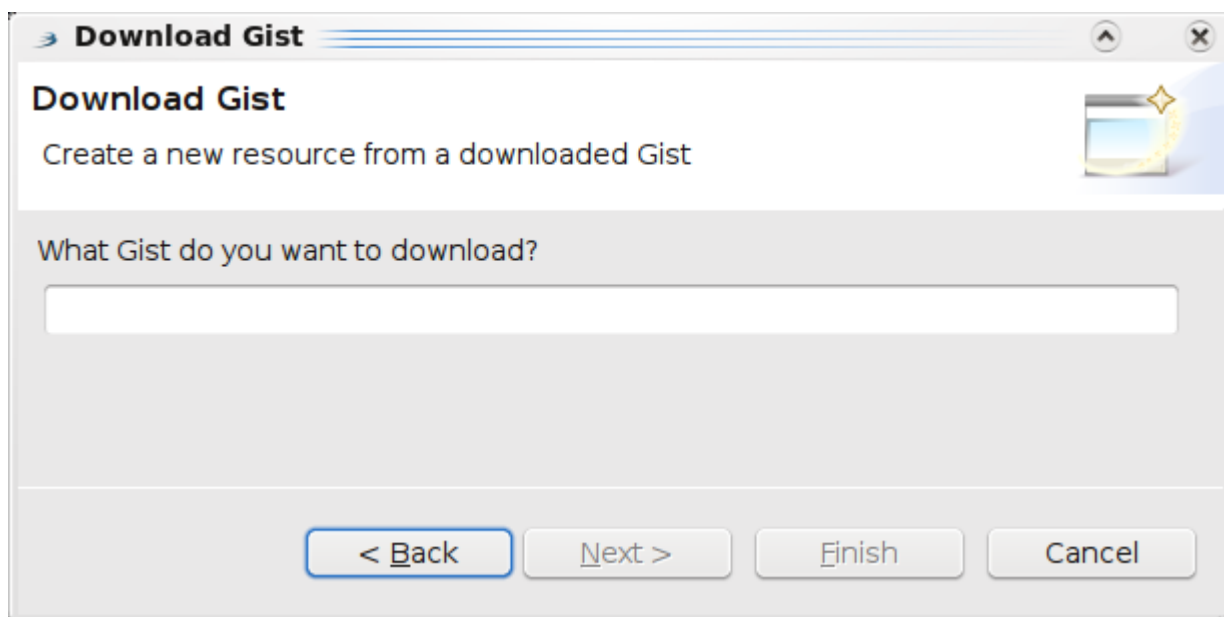 Download Gist
Download Gist
Create a new resource from a downloaded Gist
What Gist do you want to download?
< Back Next > Finish Cancel